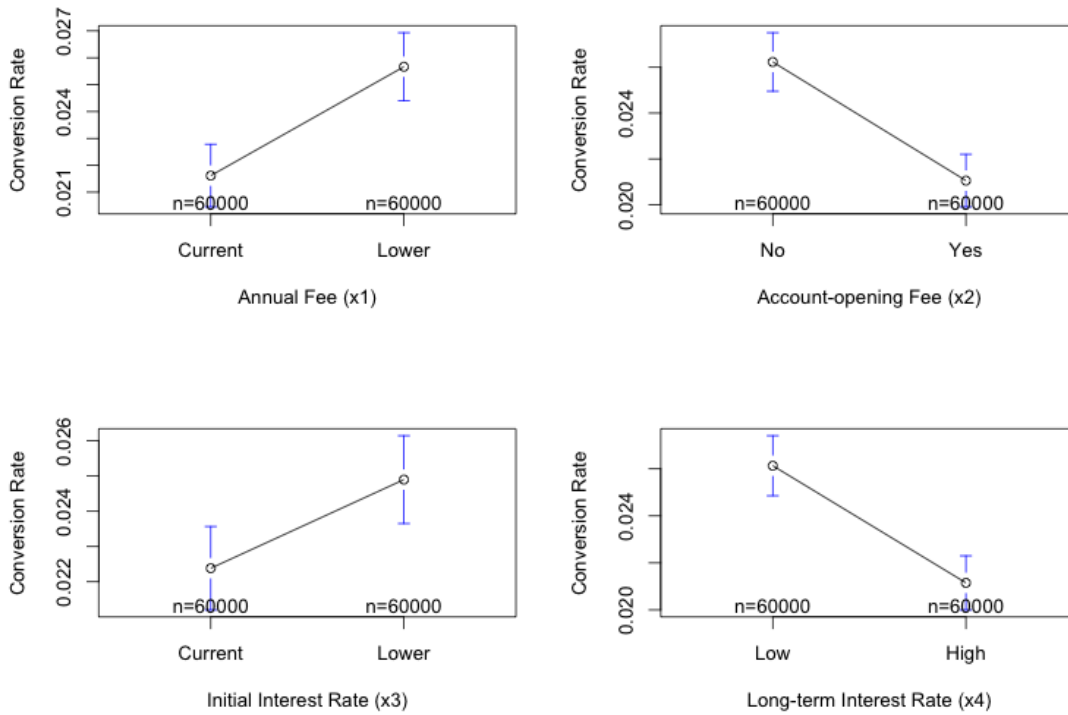 Conversion Rate
0.021 0.024 0.027
n=60000 n=60000
Current Lower
Annual Fee (x1)
Conversion Rate
0.020 0.024
n=60000 n=60000
No Yes
Account-opening Fee (x2)
Conversion Rate
0.022 0.024 0.026
n=60000 n=60000
Current Lower
Initial Interest Rate (x3)
Conversion Rate
0.020 0.024
n=60000 n=60000
Low High
Long-term Interest Rate (x4)